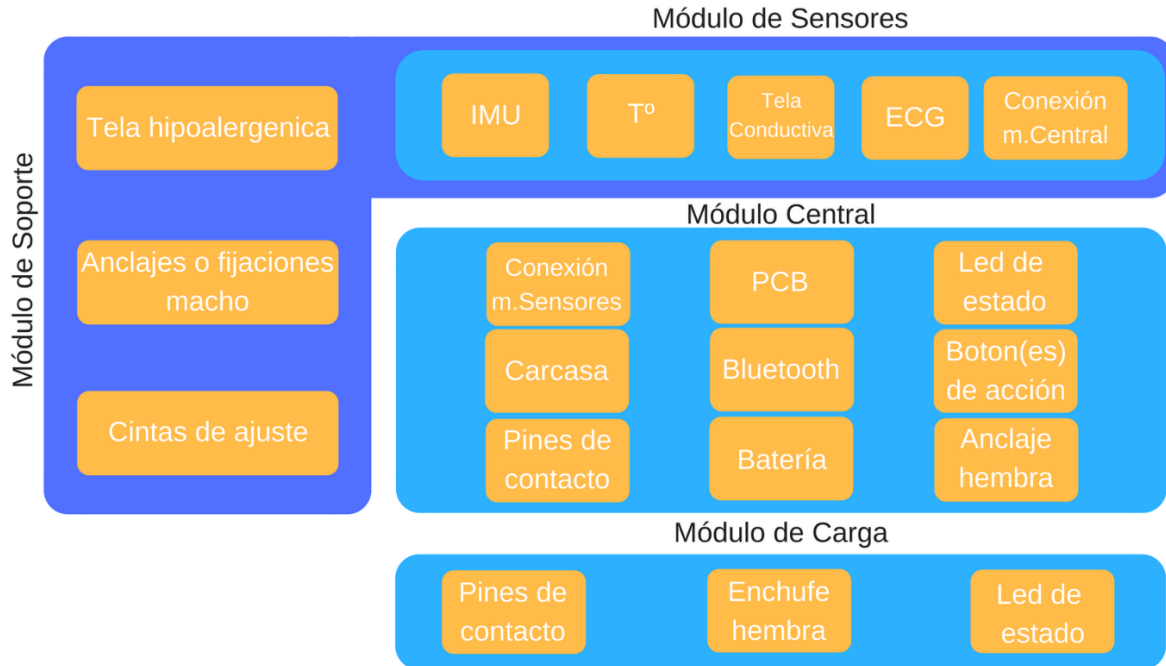 Módulo de Sensores
Módulo de Soporte
Tela hipoalergenica
Anclajes o fijaciones
macho
Cintas de ajuste
IMU
Tº
Tela
Conductiva
ECG
Conexión
m.Central
Módulo Central
Conexión
m.Sensores
PCB
Led de
estado
Carcasa
Bluetooth
Boton(es)
de acción
Pines de
contacto
Batería
Anclaje
hembra
Módulo de Carga
Pines de
contacto
Enchufe
hembra
Led de
estado